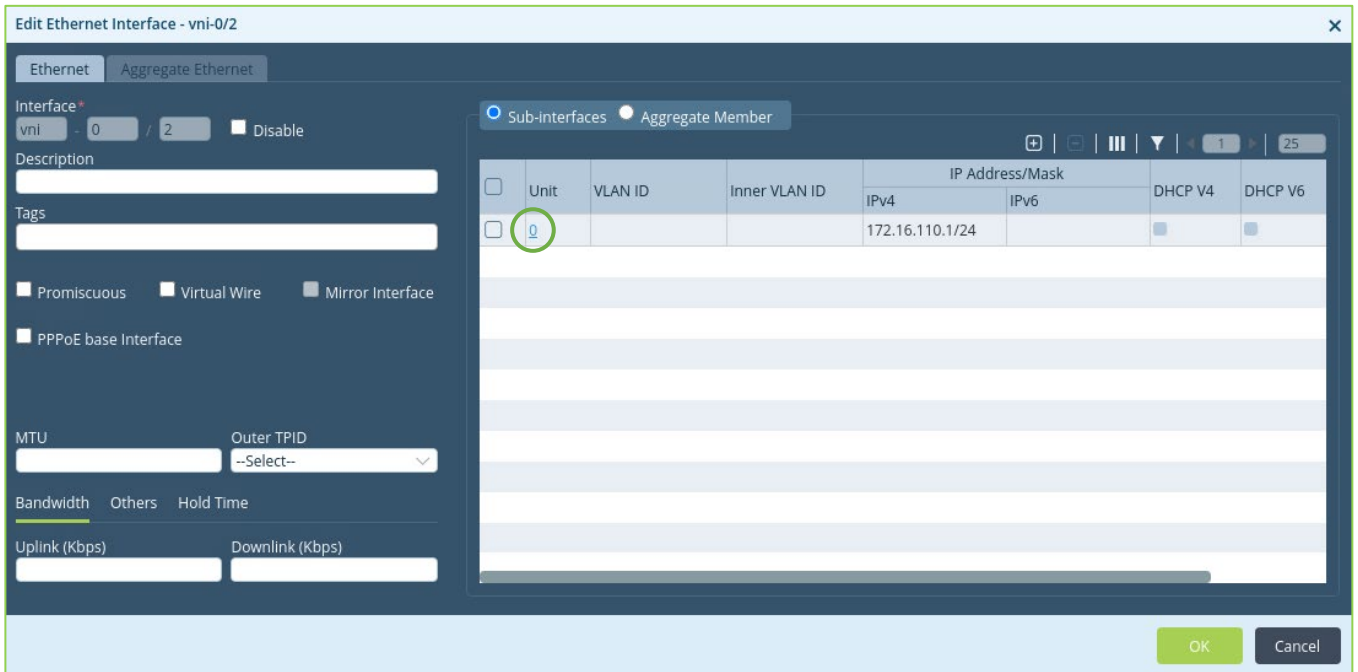 Edit Ethernet Interface - vni-0/2
Ethernet Aggregate Ethernet
Interface*
vni - 0 / 2 Disable
Description
Tags
Promiscuous Virtual Wire Mirror Interface
PPPoE base Interface
MTU Outer TPID
--Select--
Bandwidth Others Hold Time
Uplink (Kbps) Downlink (Kbps)
Sub-interfaces Aggregate Member
1 25
Unit VLAN ID Inner VLAN ID IP Address/Mask DHCP V4 DHCP V6
IPv4 IPv6
0 172.16.110.1/24
OK Cancel